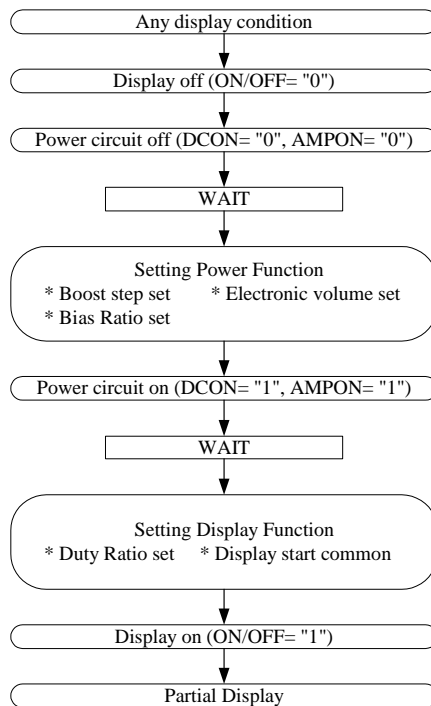 Any display condition
Display off (ON/OFF= "0")
Power circuit off (DCON= "0", AMPON= "0")
WAIT
Setting Power Function
* Boost step set * Electronic volume set
* Bias Ratio set
Power circuit on (DCON= "1", AMPON= "1")
WAIT
Setting Display Function
* Duty Ratio set * Display start common
Display on (ON/OFF= "1")
Partial Display